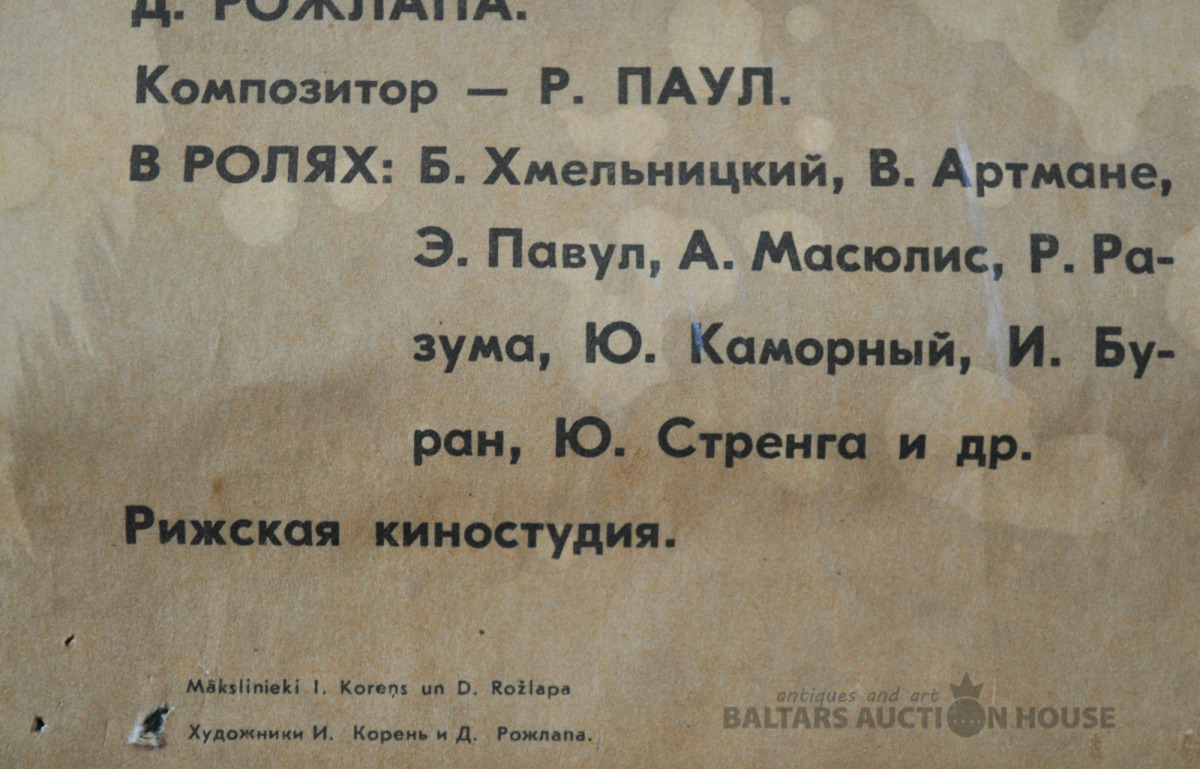 Д. РОЖЛАПА.
Композитор — Р. ПАУЛ.
В РОЛЯХ: Б. Хмельницкий, В. Артмане,
Э. Павул, А. Масюлис, Р. Ра-
зума, Ю. Каморный, И. Бу-
ран, Ю. Стренга и др.
Рижская киностудия.
Mākslinieki I. Koreņs un D. Rožlapa
Художники И. Корень и Д. Рожлапа.
antiques and art
BALTARS AUCTION HOUSE